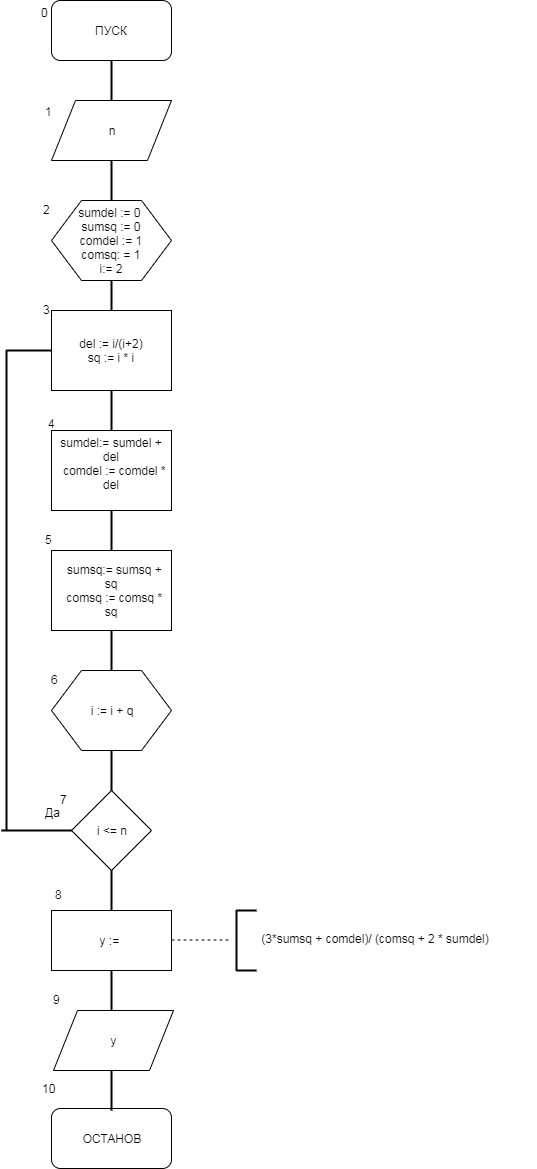 0
ПУСК
1
n
2
sumdel := 0
sumsq := 0
comdel := 1
comsq: = 1
i:= 2
3
del := i/(i+2)
sq := i * i
4
sumdel:= sumdel +
del
comdel := comdel *
del
5
sumsq:= sumsq +
sq
comsq := comsq *
sq
6
i := i + q
7
Да
i <= n
8
y :=
(3*sumsq + comdel)/ (comsq + 2 * sumdel)
9
y
10
ОСТАНОВ